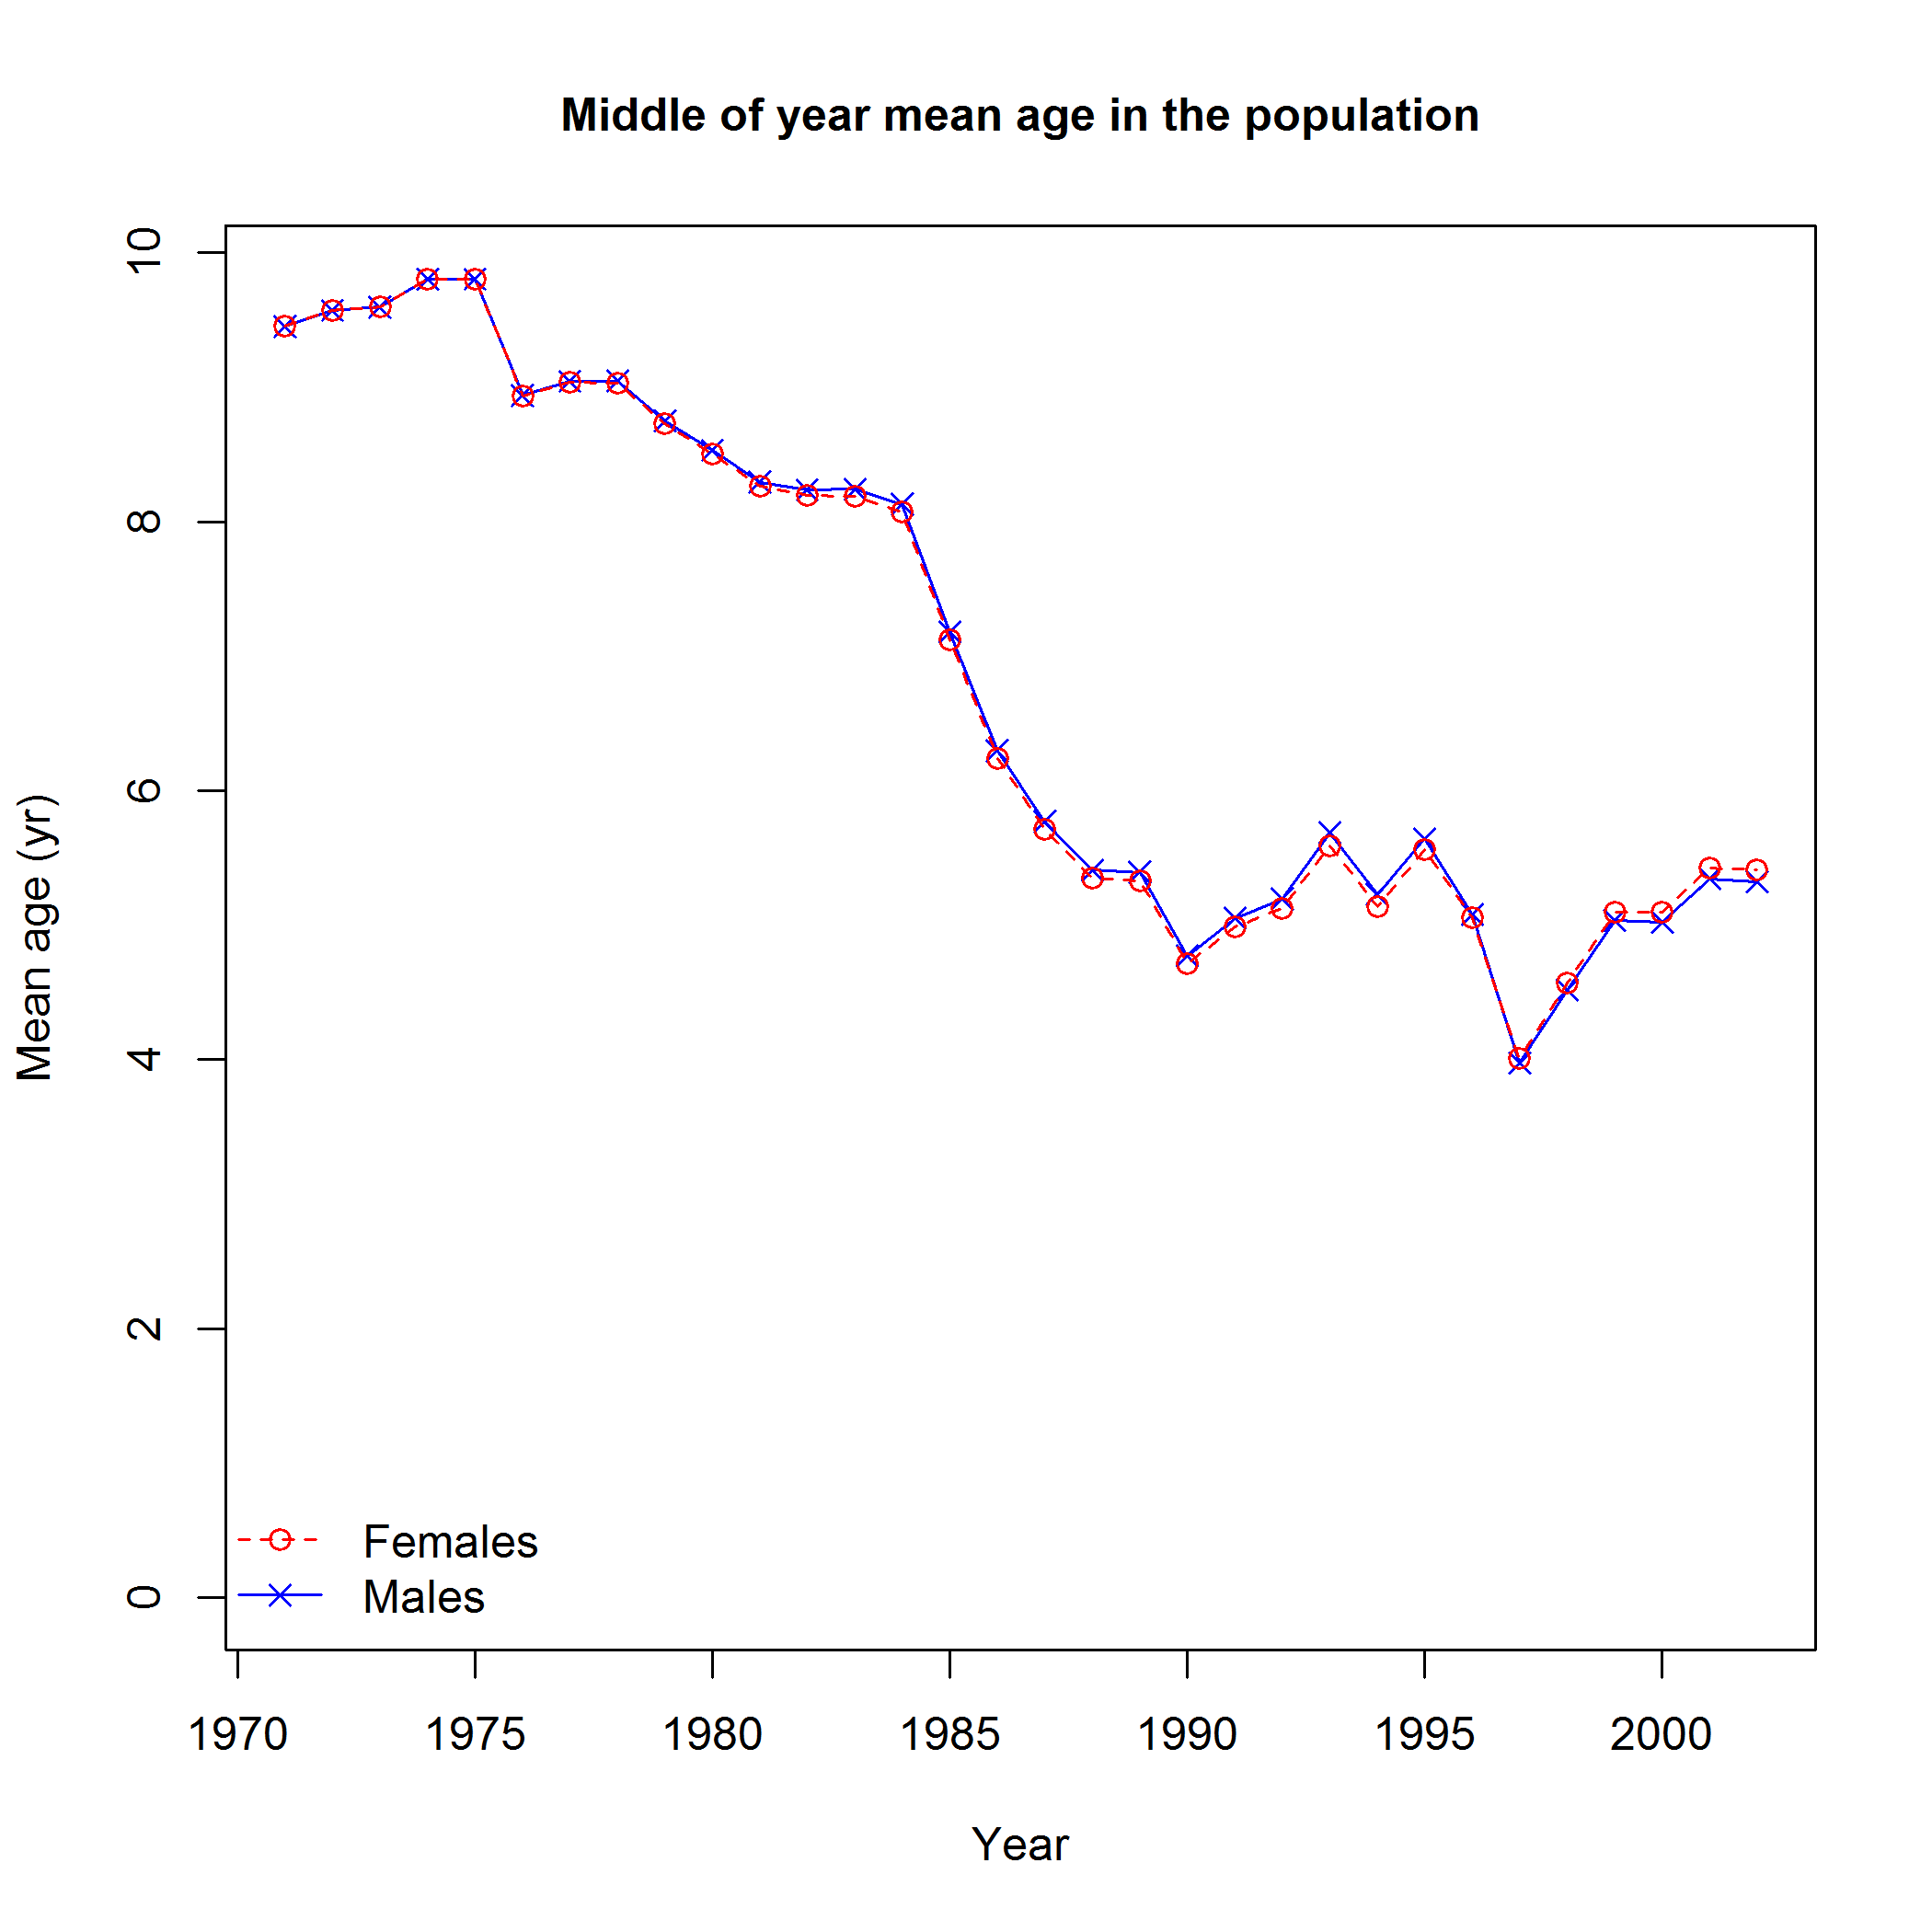 Middle of year mean age in the population
Mean age (yr)
10
8
6
4
2
0
Females
Males
1970 1975 1980 1985 1990 1995 2000
Year